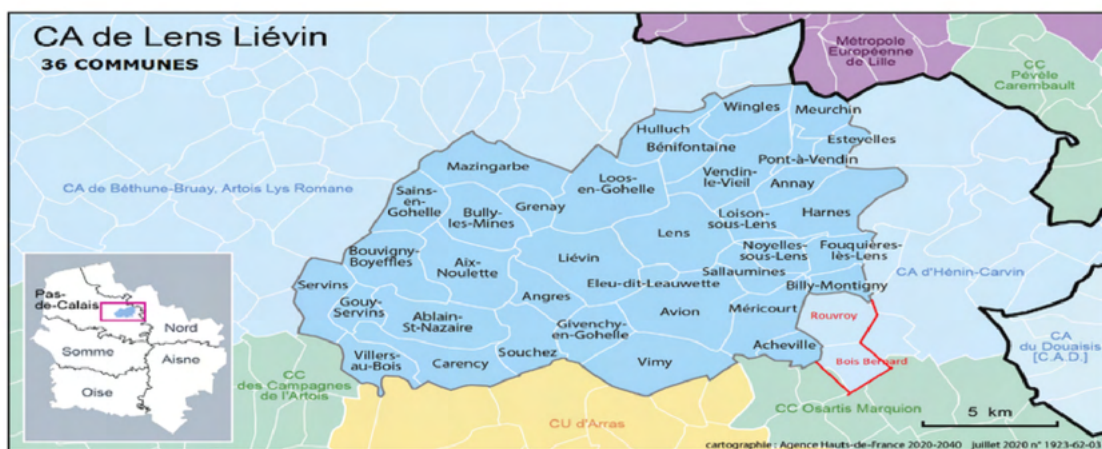 CA de Lens Liévin
36 COMMUNES
Métropole
Européenne
de Lille
CC
Pévèle
Carembault
Wingles
Meurchin
Hulluch
Bénifontaine
Estevelles
Mazingarbe
Pont-à-Vendin
CA de Béthune-Bruay, Artois Lys Romane
Loos-
en-Gohelle
Vendin-
le-Vieil
Annay
Sains-
en-
Gohelle
Bully-
les-Mines
Grenay
Loison-
sous-Lens
Harnes
Lens
Bouvigny-
Boyeffles
Aix-
Noulette
Liévin
Noyelles-
sous-Lens
Fouquières-
lès-Lens
Sallaumines
CA d'Hénin-Carvin
Servins
Eleu-dit-Leauwette
Billy-Montigny
Gouy-
Servins
Angres
Ablain-
St-Nazaire
Avion
Méricourt
Rouvroy
Givenchy-
en-Gohelle
Acheville
Villers-
au-Bois
Carency
Souchez
Vimy
Bois Bernard
CA
du Douaisis
[C.A.D.]
Pas-
de-Calais
Nord
Somme
Aisne
Oise
CC
des Campagnes
de l'Artois
CU d'Arras
CC Osartis Marquion
5 km
cartographie : Agence Hauts-de-France 2020-2040 juillet 2020 n° 1923-62-03